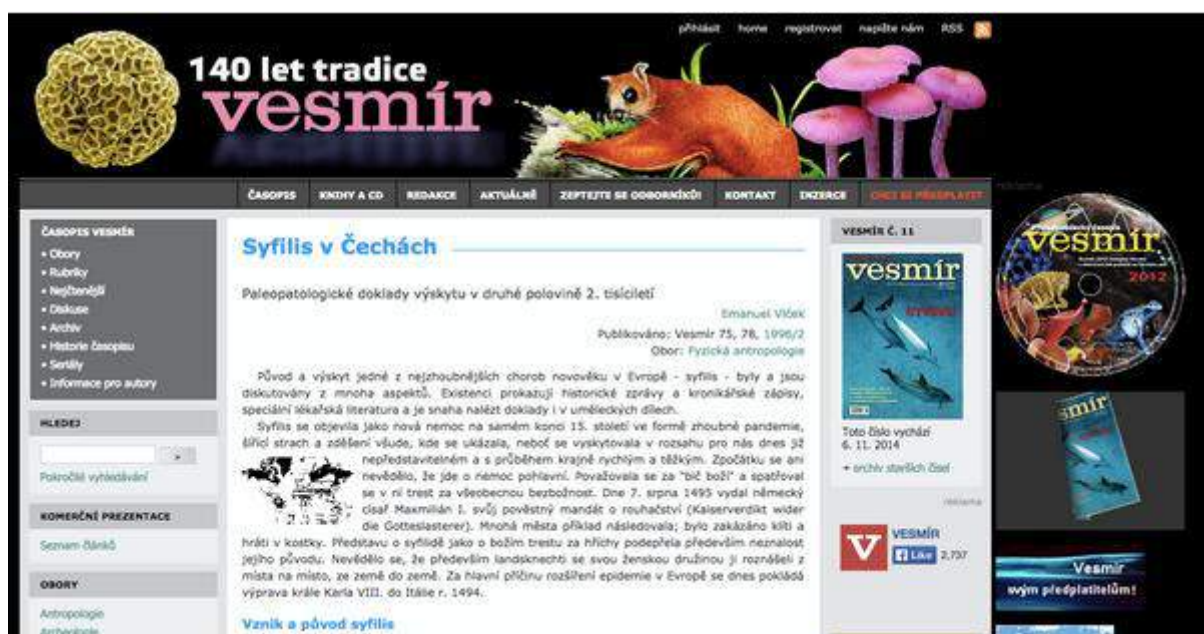 přihlásit home registrovat napište nám RSS
140 let tradice
vesmír
ČASOPIS KNIHY A CD REDAKCE AKTUÁLNĚ ZEPTEJTE SE ODBORNÍKŮ! KONTAKT INZERCE CHCI SI PŘEDPLATIT
ČASOPIS VESMÍR
• Obory
• Rubriky
• Nejčtenější
• Diskuse
• Archiv
• Historie časopisu
• Seriály
• Informace pro autory
HLEDEJ
»
Pokročilé vyhledávání
KOMERČNÍ PREZENTACE
Seznam článků
OBORY
Antropologie
Archeologie
Syfilis v Čechách
Paleopatologické doklady výskytu v druhé polovině 2. tisíciletí
Emanuel Vlček
Publikováno: Vesmír 75, 78, 1996/2
Obor: Fyzická antropologie
Původ a výskyt jedné z nejzhoubnějších chorob novověku v Evropě - syfilis - byly a jsou
diskutovány z mnoha aspektů. Existenci prokazují historické zprávy a kronikářské zápisy,
speciální lékařská literatura a je snaha nalézt doklady i v uměleckých dílech.
Syfilis se objevila jako nová nemoc na samém konci 15. století ve formě zhoubné pandemie,
šířící strach a zděšení všude, kde se ukázala, neboť se vyskytovala v rozsahu pro nás dnes již
nepředstavitelném a s průběhem krajně rychlým a těžkým. Zpočátku se ani
nevědělo, že jde o nemoc pohlavní. Považovala se za "bič boží" a spatřoval
se v ní trest za všeobecnou bezbožnost. Dne 7. srpna 1495 vydal německý
císař Maxmilián I. svůj pověstný mandát o rouhačství (Kaiserverdikt wider
die Gotteslasterer). Mnohá města příklad následovala; bylo zakázáno klíti a
hráti v kostky. Představu o syfilidě jako o božím trestu za hříchy podepřela především neznalost
jejího původu. Nevědělo se, že především landsknechti se svou ženskou družinou ji roznášeli z
místa na místo, ze země do země. Za hlavní příčinu rozšíření epidemie v Evropě se dnes pokládá
výprava krále Karla VIII. do Itálie r. 1494.
Vznik a původ syfilis
VESMÍR Č. 11
vesmír
Toto číslo vychází
6. 11. 2014
+ archiv starších čísel
reklama
VESMÍR
Like 2,737
reklama
vesmír
2012
smír
Vesmír
svým předplatitelům!